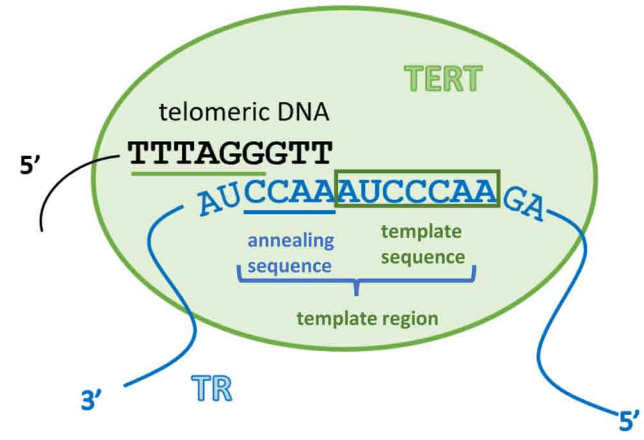 TERT
telomeric DNA
5’
TTTAGGGTT
AUCCAAAUCCCAAGA
annealing
sequence
template
sequence
template region
3’
TR
5’